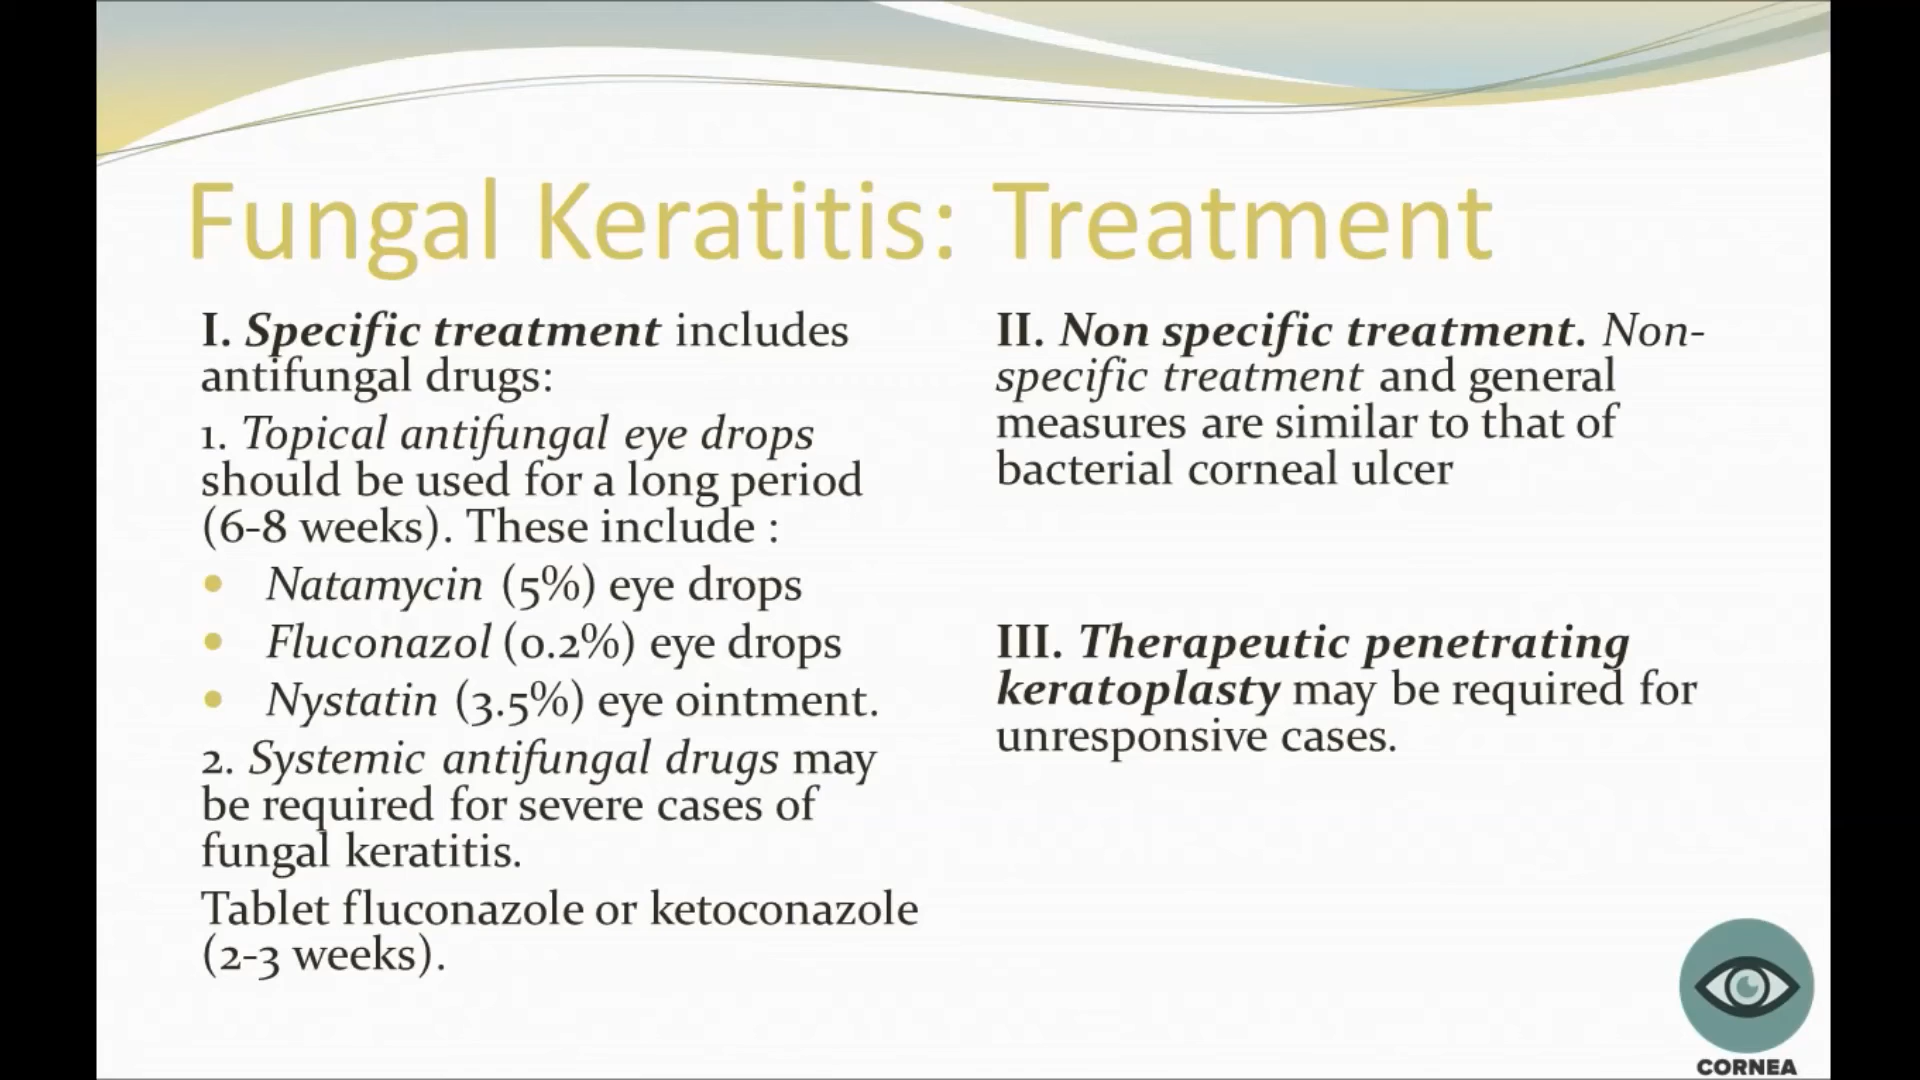 Fungal Keratitis: Treatment
I. Specific treatment includes
antifungal drugs:
1. Topical antifungal eye drops
should be used for a long period
(6-8 weeks). These include :
• Natamycin (5%) eye drops
• Fluconazol (0.2%) eye drops
• Nystatin (3.5%) eye ointment.
2. Systemic antifungal drugs may
be required for severe cases of
fungal keratitis.
Tablet fluconazole or ketoconazole
(2-3 weeks).
II. Non specific treatment. Non-
specific treatment and general
measures are similar to that of
bacterial corneal ulcer
III. Therapeutic penetrating
keratoplasty may be required for
unresponsive cases.
CORNEA